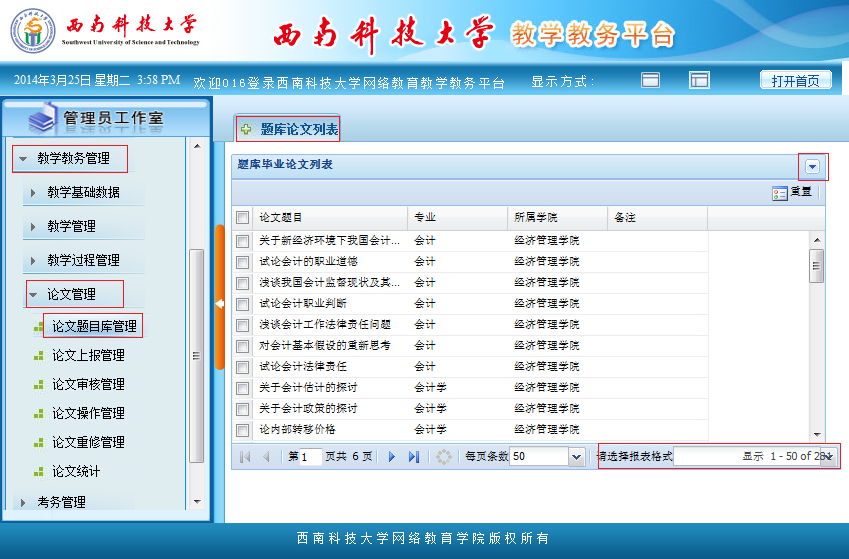 西南科技大学
Southwest University of Science and Technology
西南科技大学 教学教务平台
2014年3月25日 星期二 3:58 PM 欢迎016登录西南科技大学网络教育教学教务平台 显示方式: 打开首页
管理员工作室
教学教务管理
教学基础数据
教学管理
教学过程管理
论文管理
论文题目库管理
论文上报管理
论文审核管理
论文操作管理
论文重修管理
论文统计
考务管理
题库论文列表
题库毕业论文列表
重置
论文题目 专业 所属学院 备注
关于新经济环境下我国会计... 会计 经济管理学院
试论会计的职业道德 会计 经济管理学院
浅谈我国会计监督现状及其... 会计 经济管理学院
试论会计职业判断 会计 经济管理学院
浅谈会计工作法律责任问题 会计 经济管理学院
对会计基本假设的重新思考 会计 经济管理学院
试论会计法律责任 会计 经济管理学院
关于会计估计的探讨 会计学 经济管理学院
关于会计政策的探讨 会计学 经济管理学院
论内部转移价格 会计学 经济管理学院
第 1 页共 6 页 每页条数 50 请选择报表格式 显示 1 - 50 of
西南科技大学网络教育学院版权所有